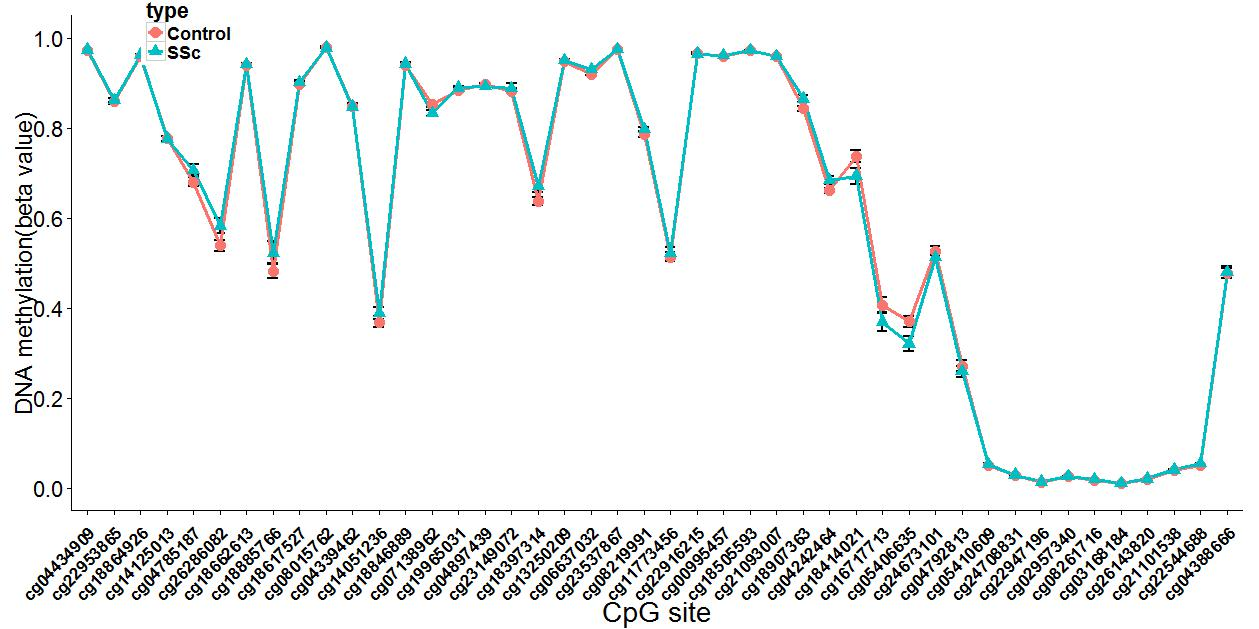 type
Control
SSc
DNA methylation(beta value)
1.0
0.8
0.6
0.4
0.2
0.0
cg04434909
cg22953865
cg18864926
cg14125013
cg04785187
cg26286082
cg18662613
cg18885766
cg18617527
cg08015762
cg04339462
cg14051236
cg18846889
cg07138962
cg19965031
cg04897439
cg23149072
cg18397314
cg13250209
cg06637032
cg23537867
cg08219991
cg11773456
cg22916215
cg00995457
cg18505593
cg21093007
cg18907363
cg04242464
cg18414021
cg16717713
cg05406635
cg24673101
cg04792813
cg05410609
cg24708831
cg22947196
cg02957340
cg08261716
cg03168184
cg26143820
cg21101538
cg22544688
cg04398666
CpG site